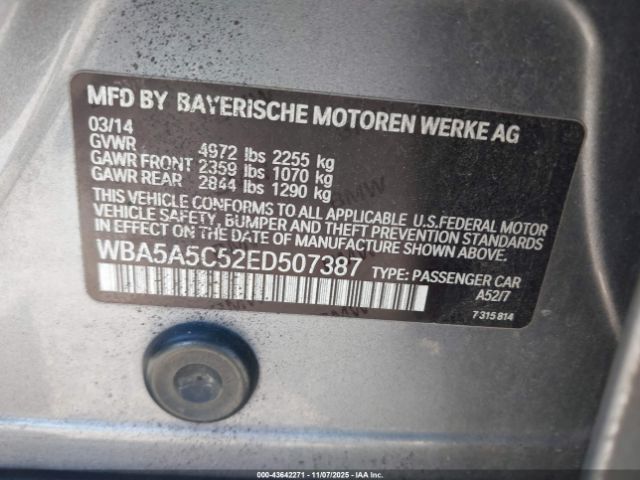 MFD BY BAYERISCHE MOTOREN WERKE AG
03/14
GVWR 4972 lbs 2255 kg
GAWR FRONT 2359 lbs 1070 kg
GAWR REAR 2844 lbs 1290 kg
THIS VEHICLE CONFORMS TO ALL APPLICABLE U.S.FEDERAL MOTOR
VEHICLE SAFETY, BUMPER AND THEFT PREVENTION STANDARDS
IN EFFECT ON THE DATE OF MANUFACTURE SHOWN ABOVE.
WBA5A5C52ED507387 TYPE: PASSENGER CAR
A52/7
7 315 814
© 43642271 - 11/07/2025 - IAA, Inc.